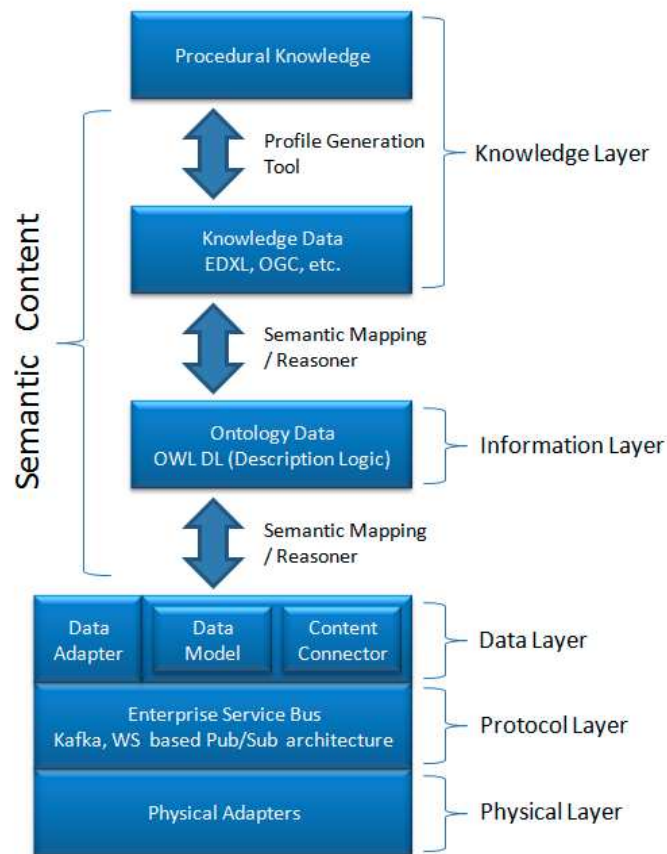 Procedural Knowledge
Profile Generation
Tool
Knowledge Layer
Knowledge Data
EDXL, OGC, etc.
Semantic Content
Semantic Mapping
/ Reasoner
Ontology Data
OWL DL (Description Logic)
Information Layer
Semantic Mapping
/ Reasoner
Data
Adapter
Data
Model
Content
Connector
Data Layer
Enterprise Service Bus
Kafka, WS based Pub/Sub architecture
Protocol Layer
Physical Adapters
Physical Layer